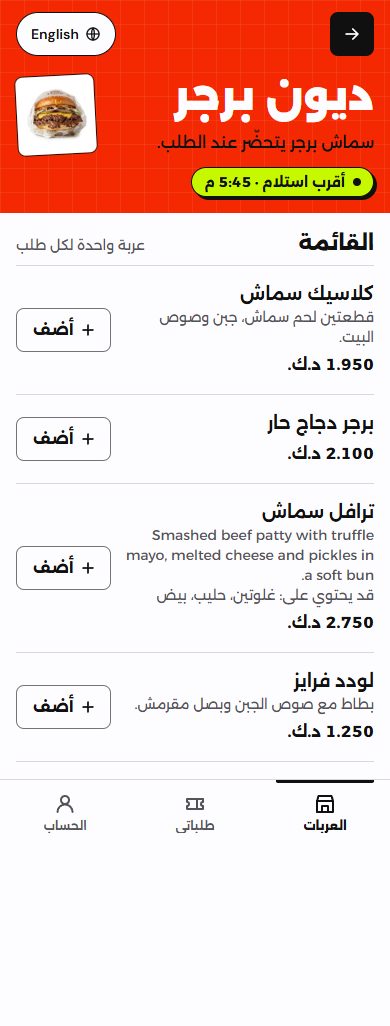 English
ديون برجر
سماش برجر يتحضّر عند الطلب.
أقرب استلام · 5:45 م
القائمة
عربة واحدة لكل طلب
كلاسيك سماش
قطعتين لحم سماش، جبن وصوص
البيت.
1.950 د.ك.
+ أضف
برجر دجاج حار
2.100 د.ك.
+ أضف
ترافل سماش
Smashed beef patty with truffle
mayo, melted cheese and pickles in
a soft bun.
قد يحتوي على: غلوتين، حليب، بيض
2.750 د.ك.
+ أضف
لودد فرايز
بطاط مع صوص الجبن وبصل مقرمش.
1.250 د.ك.
+ أضف
العربات
طلباتي
الحساب